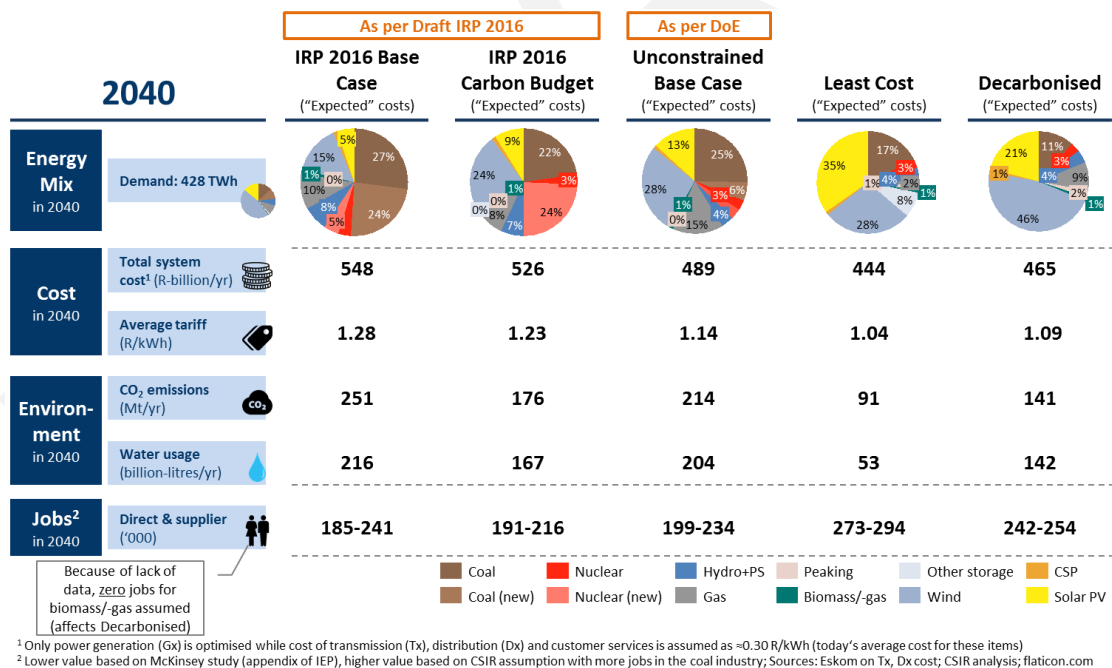 As per Draft IRP 2016
As per DoE
2040
IRP 2016 Base
Case
("Expected" costs)
IRP 2016
Carbon Budget
("Expected" costs)
Unconstrained
Base Case
("Expected" costs)
Least Cost
("Expected" costs)
Decarbonised
("Expected" costs)
Energy
Mix
in 2040
Demand: 428 TWh
5%
27%
24%
5%
8%
10%
1%
0%
15%
9%
22%
3%
24%
7%
8%
0%
0%
1%
24%
13%
25%
6%
3%
4%
15%
0%
1%
28%
35%
17%
3%
4%
2%
1%
1%
8%
28%
21%
11%
3%
4%
9%
2%
1%
46%
1%
Cost
in 2040
Total system
cost¹ (R-billion/yr)
548 526 489 444 465
Average tariff
(R/kWh)
1.28 1.23 1.14 1.04 1.09
Environ-
ment
in 2040
CO₂ emissions
(Mt/yr)
CO₂
251 176 214 91 141
Water usage
(billion-litres/yr)
216 167 204 53 142
Jobs²
in 2040
Direct & supplier
('000)
185-241 191-216 199-234 273-294 242-254
Because of lack of
data, zero jobs for
biomass/-gas assumed
(affects Decarbonised)
Coal Nuclear Hydro+PS Peaking Other storage CSP
Coal (new) Nuclear (new) Gas Biomass/-gas Wind Solar PV
¹ Only power generation (Gx) is optimised while cost of transmission (Tx), distribution (Dx) and customer services is assumed as ≈0.30 R/kWh (today's average cost for these items)
² Lower value based on McKinsey study (appendix of IEP), higher value based on CSIR assumption with more jobs in the coal industry; Sources: Eskom on Tx, Dx cost; CSIR analysis; flaticon.com